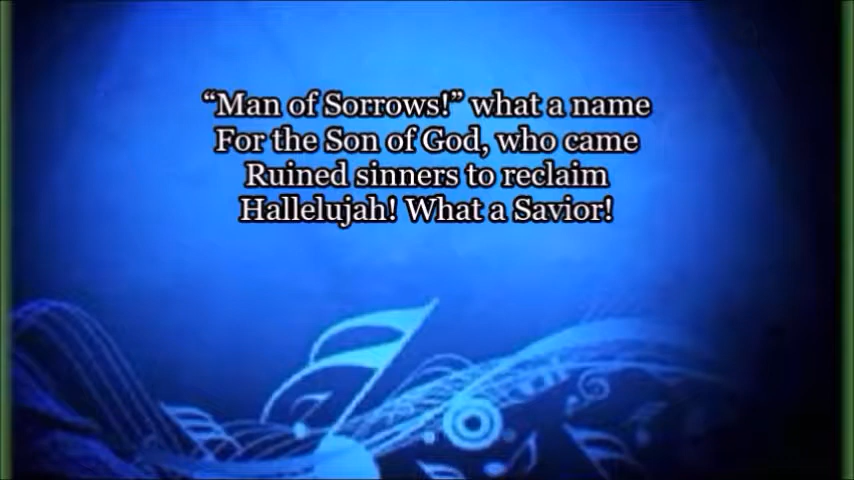 “Man of Sorrows!” what a name
For the Son of God, who came
Ruined sinners to reclaim
Hallelujah! What a Savior!